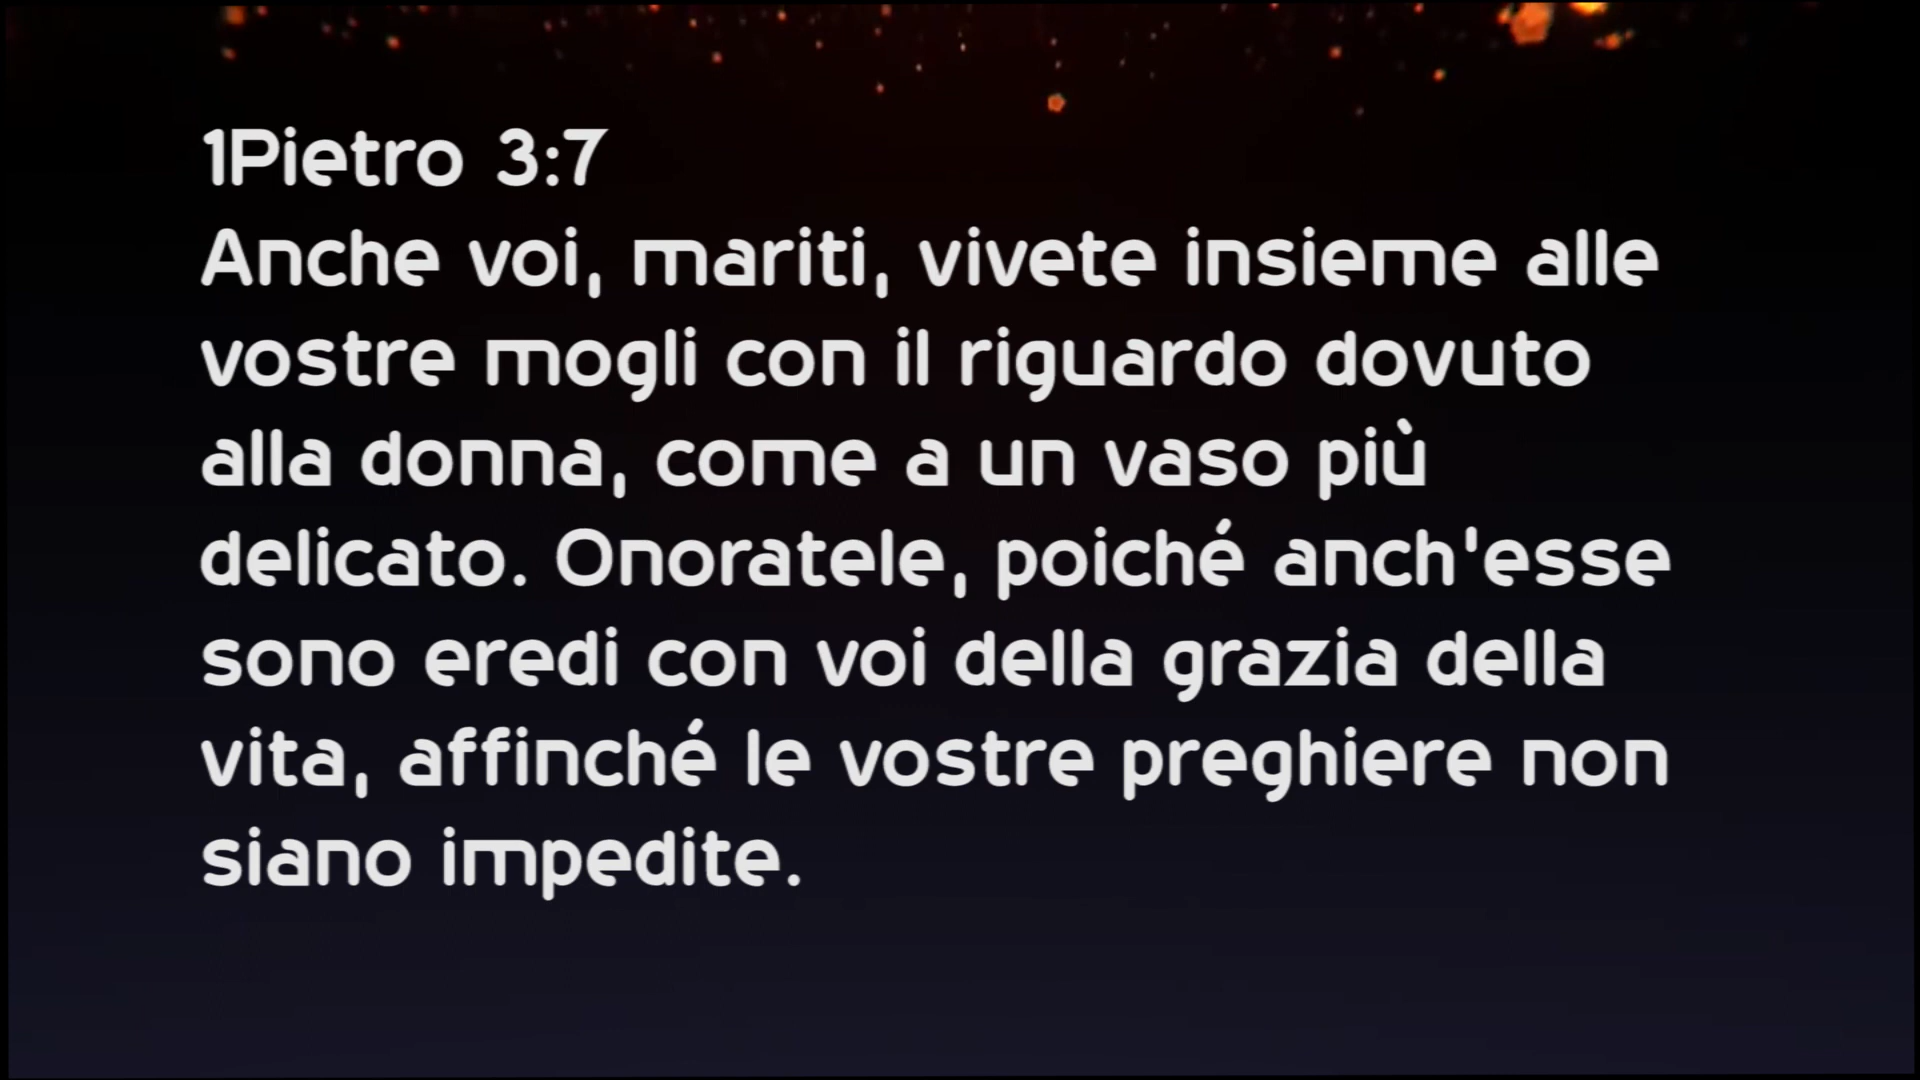 1Pietro 3:7
Anche voi, mariti, vivete insieme alle
vostre mogli con il riguardo dovuto
alla donna, come a un vaso più
delicato. Onoratele, poiché anch'esse
sono eredi con voi della grazia della
vita, affinché le vostre preghiere non
siano impedite.